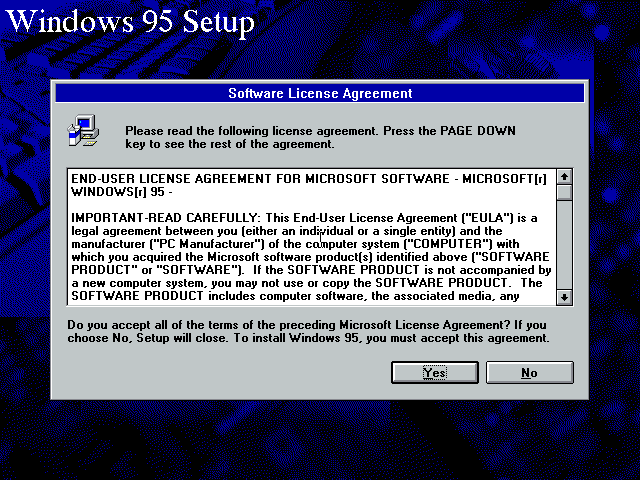 Windows 95 Setup
Software License Agreement
Please read the following license agreement. Press the PAGE DOWN
key to see the rest of the agreement.
END-USER LICENSE AGREEMENT FOR MICROSOFT SOFTWARE - MICROSOFT[r]
WINDOWS[r] 95 -
IMPORTANT-READ CAREFULLY: This End-User License Agreement ("EULA") is a
legal agreement between you (either an individual or a single entity) and the
manufacturer ("PC Manufacturer") of the computer system ("COMPUTER") with
which you acquired the Microsoft software product(s) identified above ("SOFTWARE
PRODUCT" or "SOFTWARE"). If the SOFTWARE PRODUCT is not accompanied by
a new computer system, you may not use or copy the SOFTWARE PRODUCT. The
SOFTWARE PRODUCT includes computer software, the associated media, any
Do you accept all of the terms of the preceding Microsoft License Agreement? If you
choose No, Setup will close. To install Windows 95, you must accept this agreement.
Yes
No